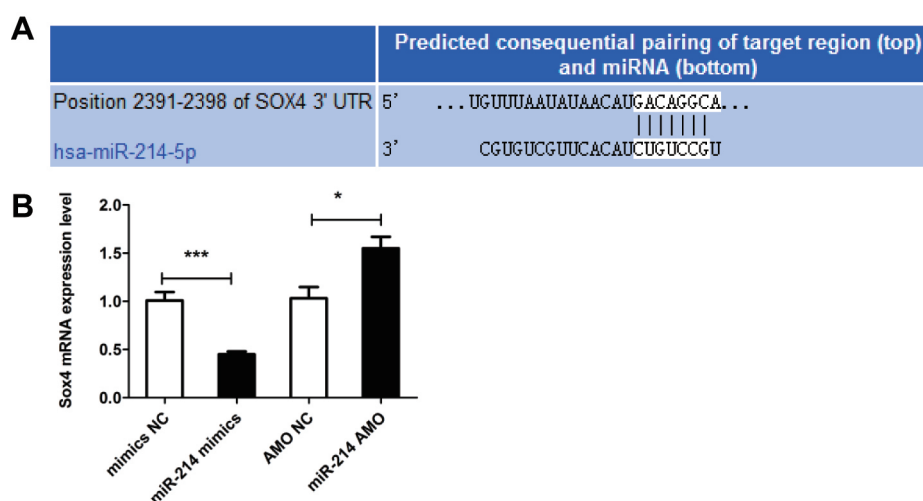 A
Predicted consequential pairing of target region (top)
and miRNA (bottom)
Position 2391-2398 of SOX4 3' UTR 5' ...UGUUUAAUAUAACAUGACAGGCA...
hsa-miR-214-5p 3' CGUGUCGUUCACAUCUGUCCGU
B
Sox4 mRNA expression level
2.0
1.5
1.0
0.5
0.0
***
*
mimics NC
miR-214 mimics
AMO NC
miR-214 AMO